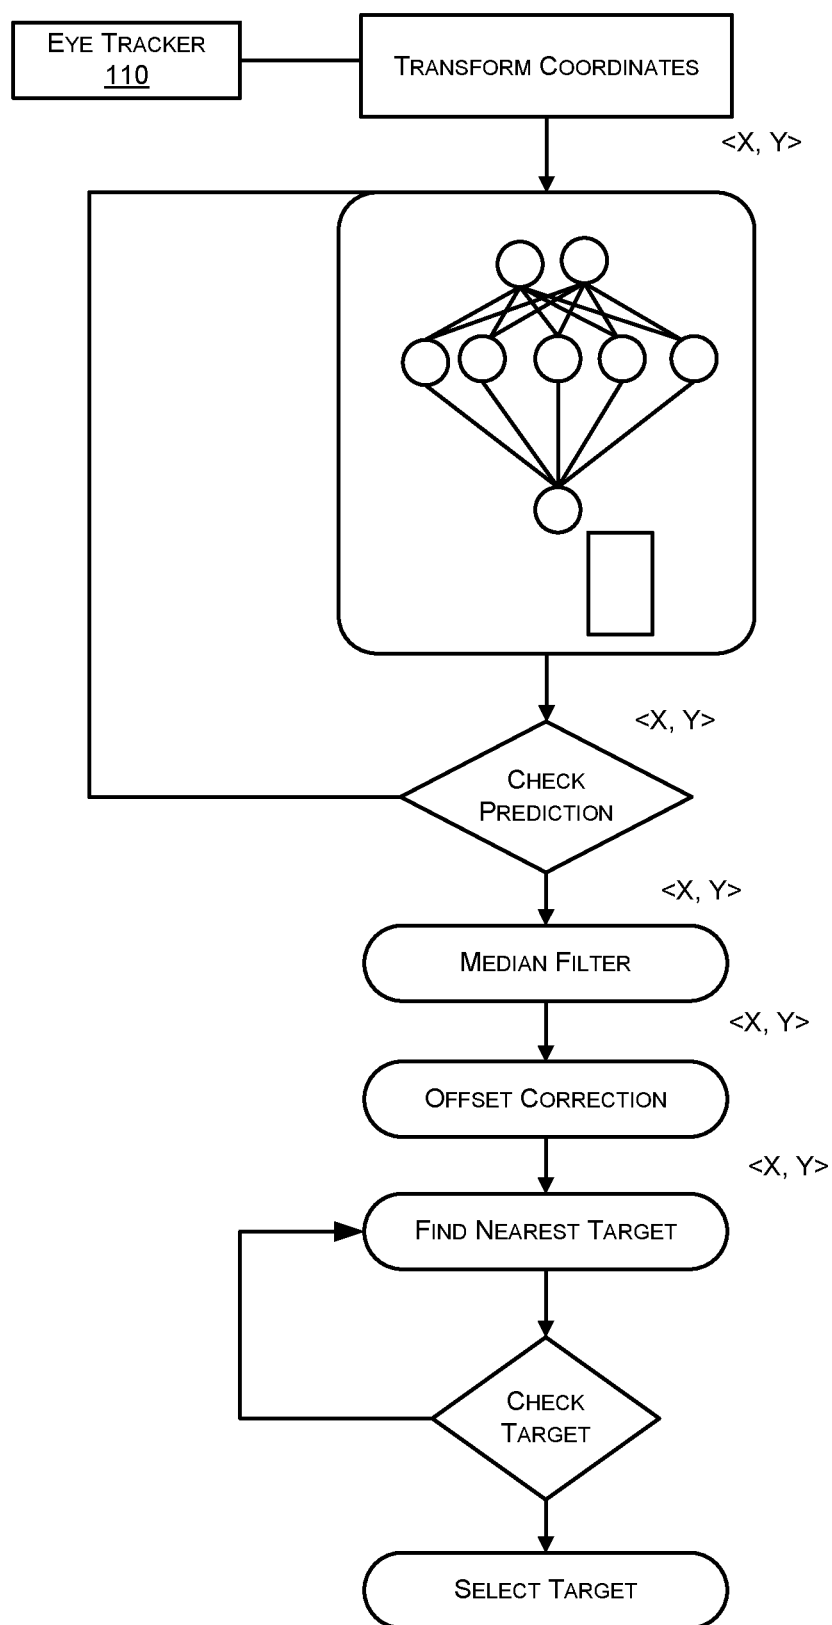 EYE TRACKER
110
TRANSFORM COORDINATES
<X, Y>
<X, Y>
CHECK
PREDICTION
<X, Y>
MEDIAN FILTER
<X, Y>
OFFSET CORRECTION
<X, Y>
FIND NEAREST TARGET
CHECK
TARGET
SELECT TARGET